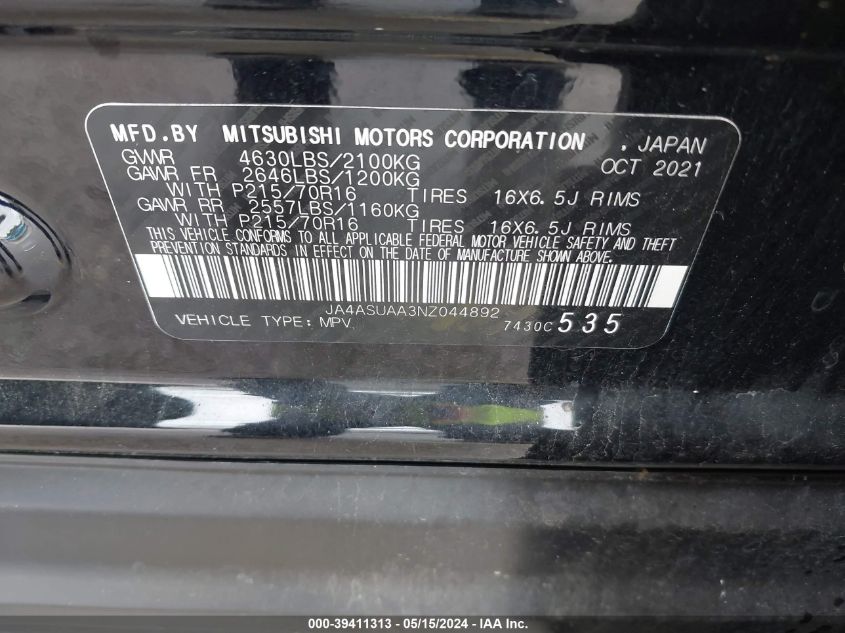 MFD.BY MITSUBISHI MOTORS CORPORATION , JAPAN
GVWR 4630LBS/2100KG OCT 2021
GAWR FR 2646LBS/1200KG
WITH P215/70R16 TIRES 16X6.5J RIMS
GAWR RR 2557LBS/1160KG
WITH P215/70R16 TIRES 16X6.5J RIMS
THIS VEHICLE CONFORMS TO ALL APPLICABLE FEDERAL MOTOR VEHICLE SAFETY AND THEFT
PREVENTION STANDARDS IN EFFECT ON THE DATE OF MANUFACTURE SHOWN ABOVE.
JA4ASUAA3NZ044892
VEHICLE TYPE: MPV. 7430C 535
000-39411313 - 05/15/2024 - IAA Inc.